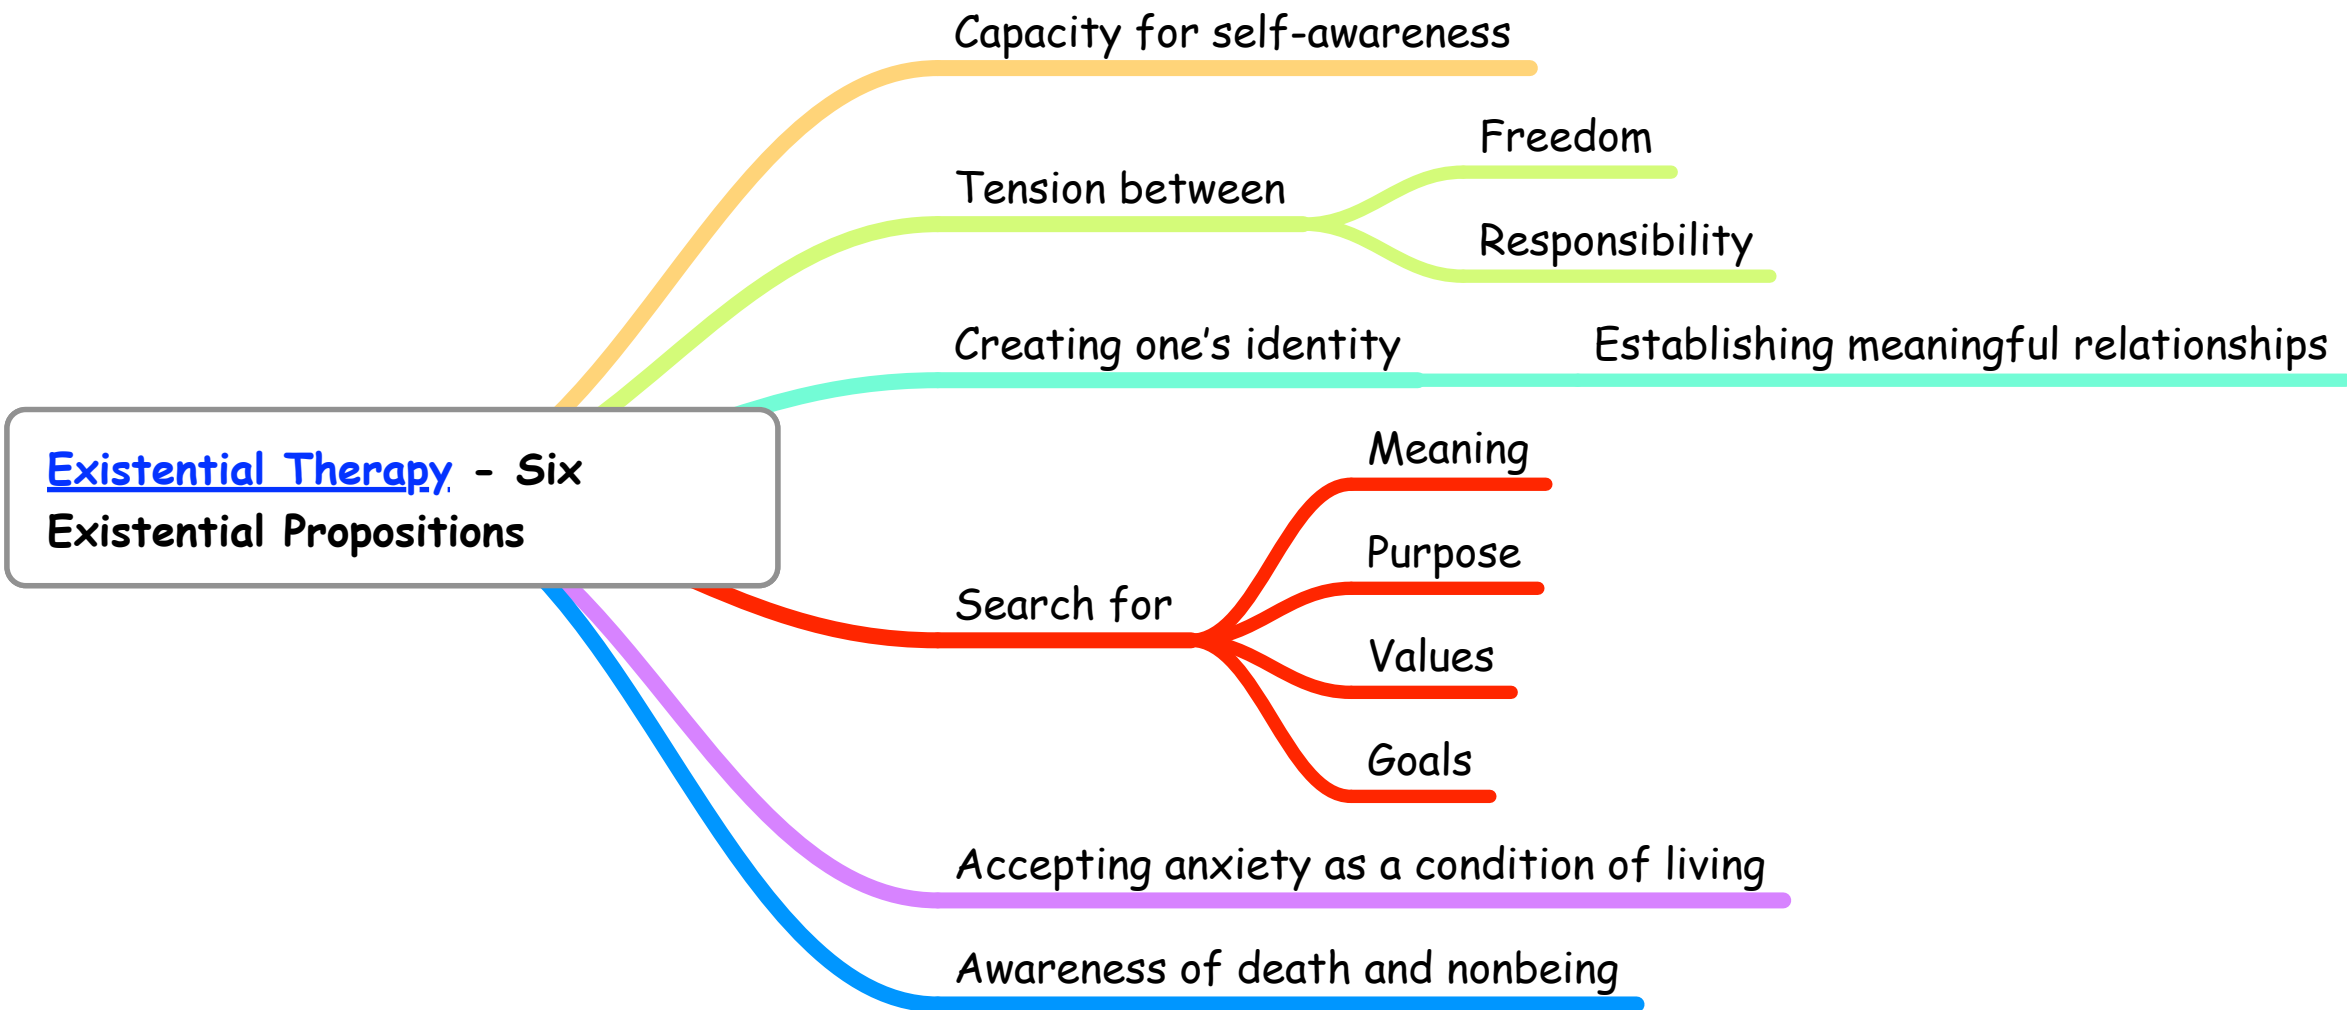 Capacity for self-awareness
Freedom
Tension between
Responsibility
Creating one’s identity
Establishing meaningful relationships
Existential Therapy - Six
Existential Propositions
Meaning
Purpose
Search for
Values
Goals
Accepting anxiety as a condition of living
Awareness of death and nonbeing